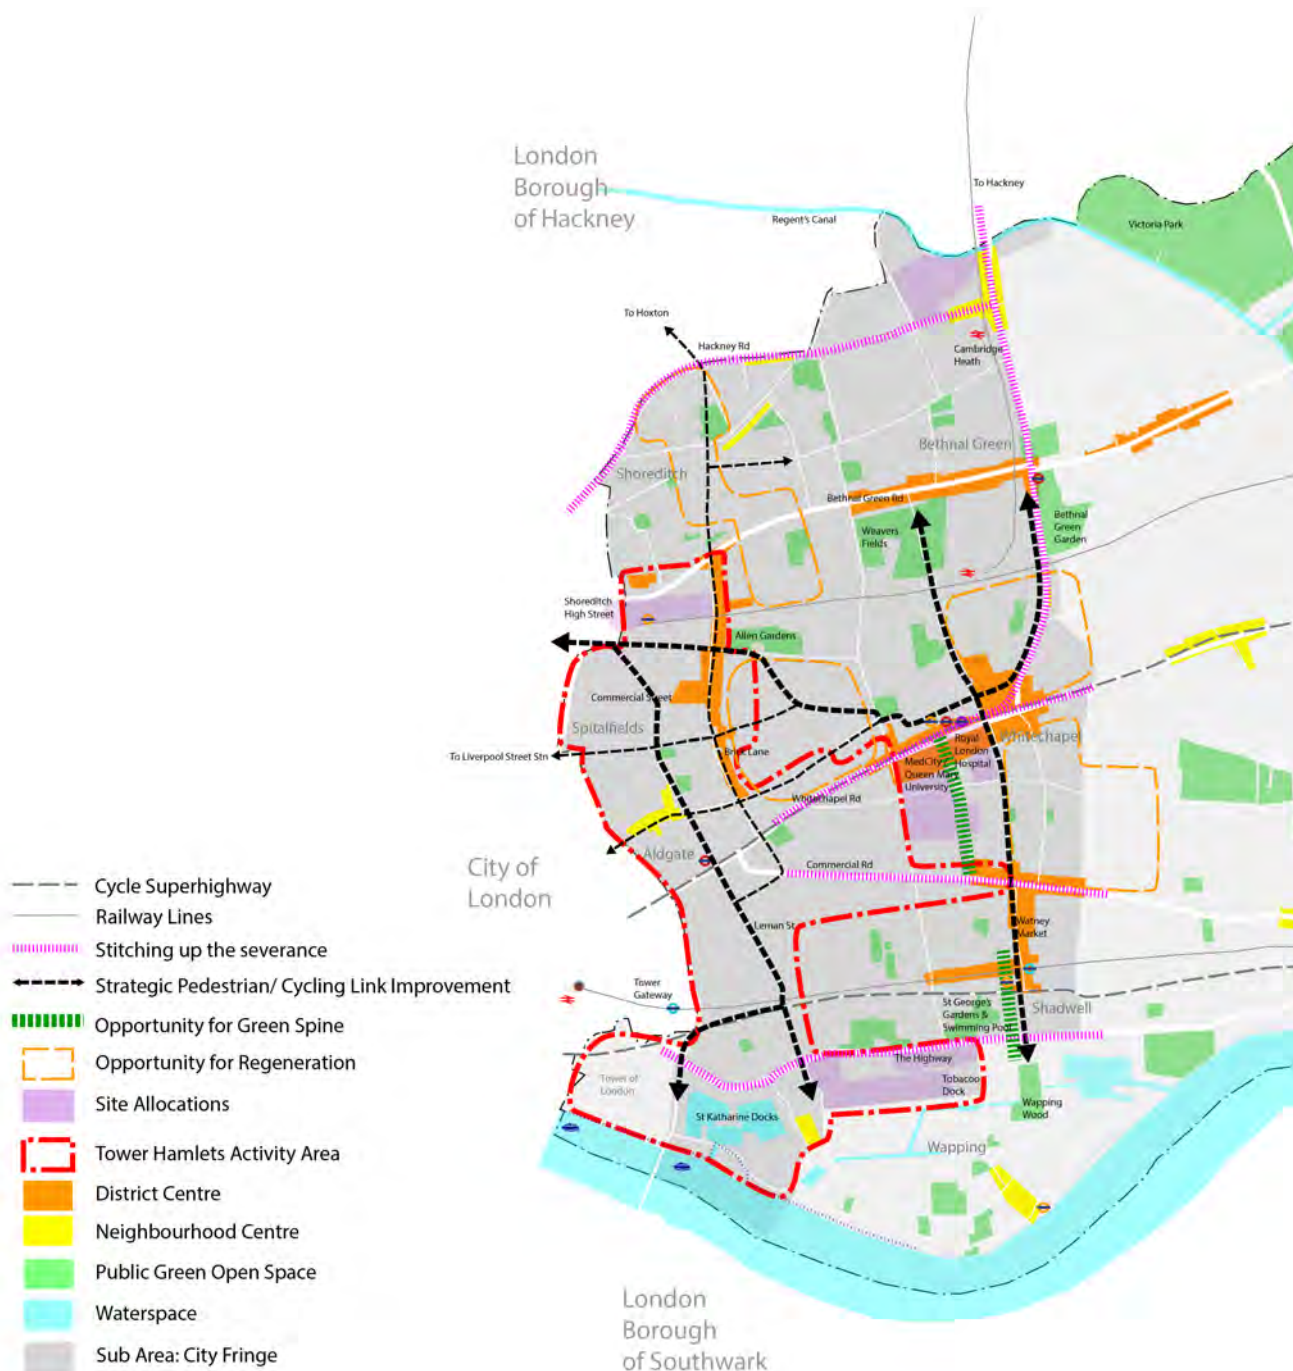 London
Borough
of Hackney
To Hackney
Regent's Canal
Victoria Park
To Hoxton
Hackney Rd
Cambridge
Heath
Bethnal Green
Shoreditch
Bethnal Green Rd
Weavers
Fields
Bethnal
Green
Garden
Shoreditch
High Street
Allen Gardens
Commercial Street
Spitalfields
To Liverpool Street Stn
Brick Lane
Royal
London
Hospital
Whitechapel
MedCity /
Queen Mary
University
Whitechapel Rd
Aldgate
Commercial Rd
City of
London
Leman St
Watney
Market
Tower
Gateway
St George's
Gardens &
Swimming Pool
Shadwell
The Highway
Tower of
London
Tobacco
Dock
Wapping
Wood
St Katharine Docks
Wapping
London
Borough
of Southwark
Cycle Superhighway
Railway Lines
Stitching up the severance
Strategic Pedestrian/ Cycling Link Improvement
Opportunity for Green Spine
Opportunity for Regeneration
Site Allocations
Tower Hamlets Activity Area
District Centre
Neighbourhood Centre
Public Green Open Space
Waterspace
Sub Area: City Fringe